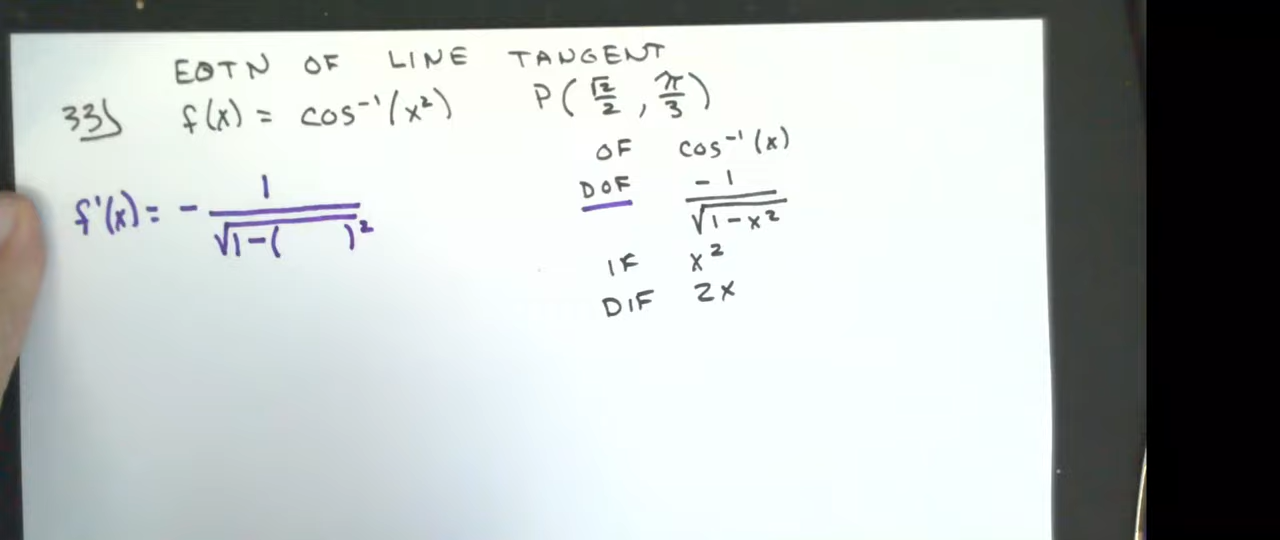 EQTN OF LINE TANGENT
33) f(x) = cos⁻¹(x²) P(√2/2, π/3)
OF cos⁻¹(x)
DOF -1/√(1-x²)
f'(x) = - 1/√(1-( )²
IF x²
DIF 2x